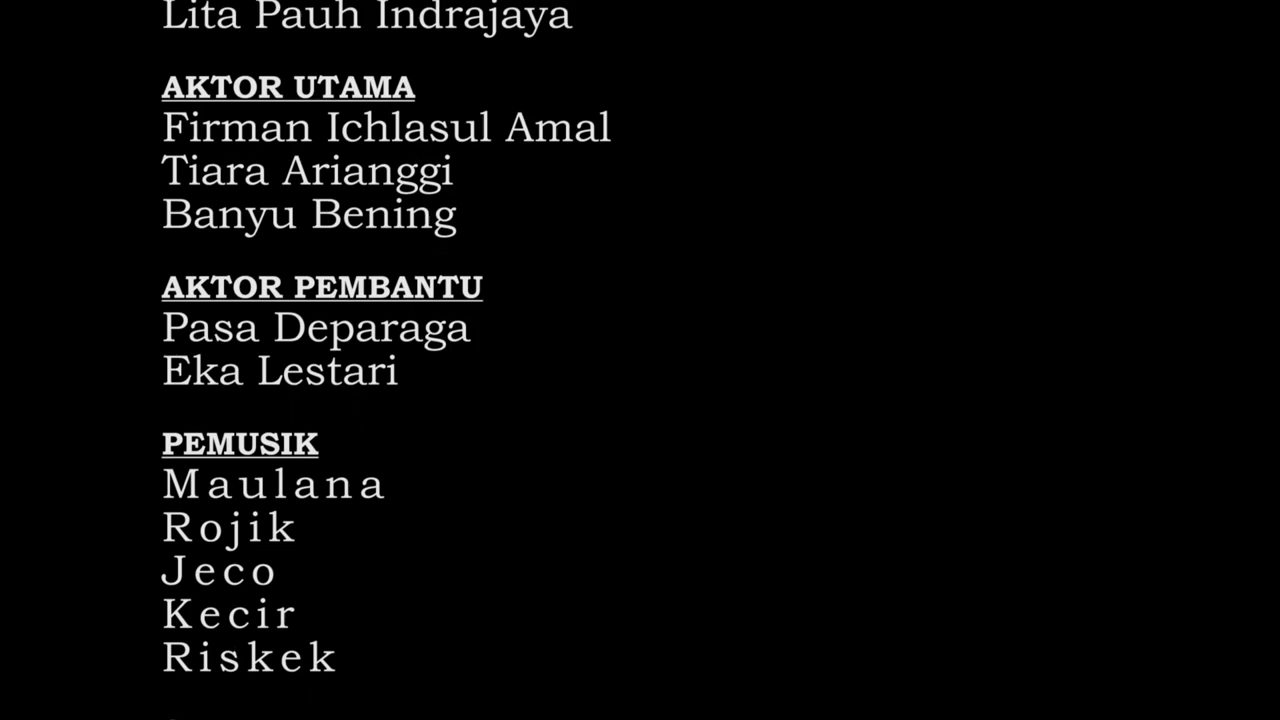 Lita Pauh Indrajaya
AKTOR UTAMA
Firman Ichlasul Amal
Tiara Arianggi
Banyu Bening
AKTOR PEMBANTU
Pasa Deparaga
Eka Lestari
PEMUSIK
Maulana
Rojik
Jeco
Kecir
Riskek